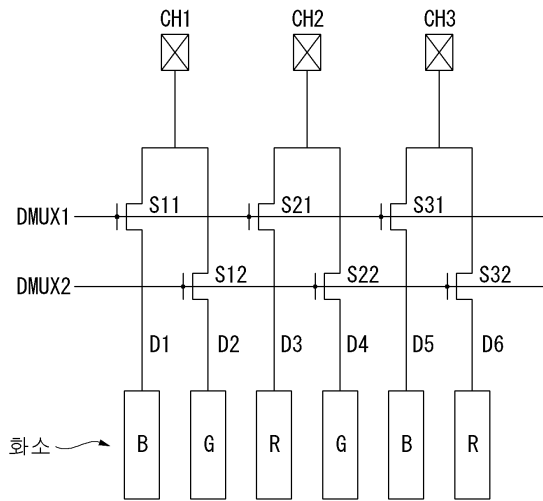 CH1 CH2 CH3
DMUX1 S11 S21 S31
DMUX2 S12 S22 S32
D1 D2 D3 D4 D5 D6
화소 B G R G B R